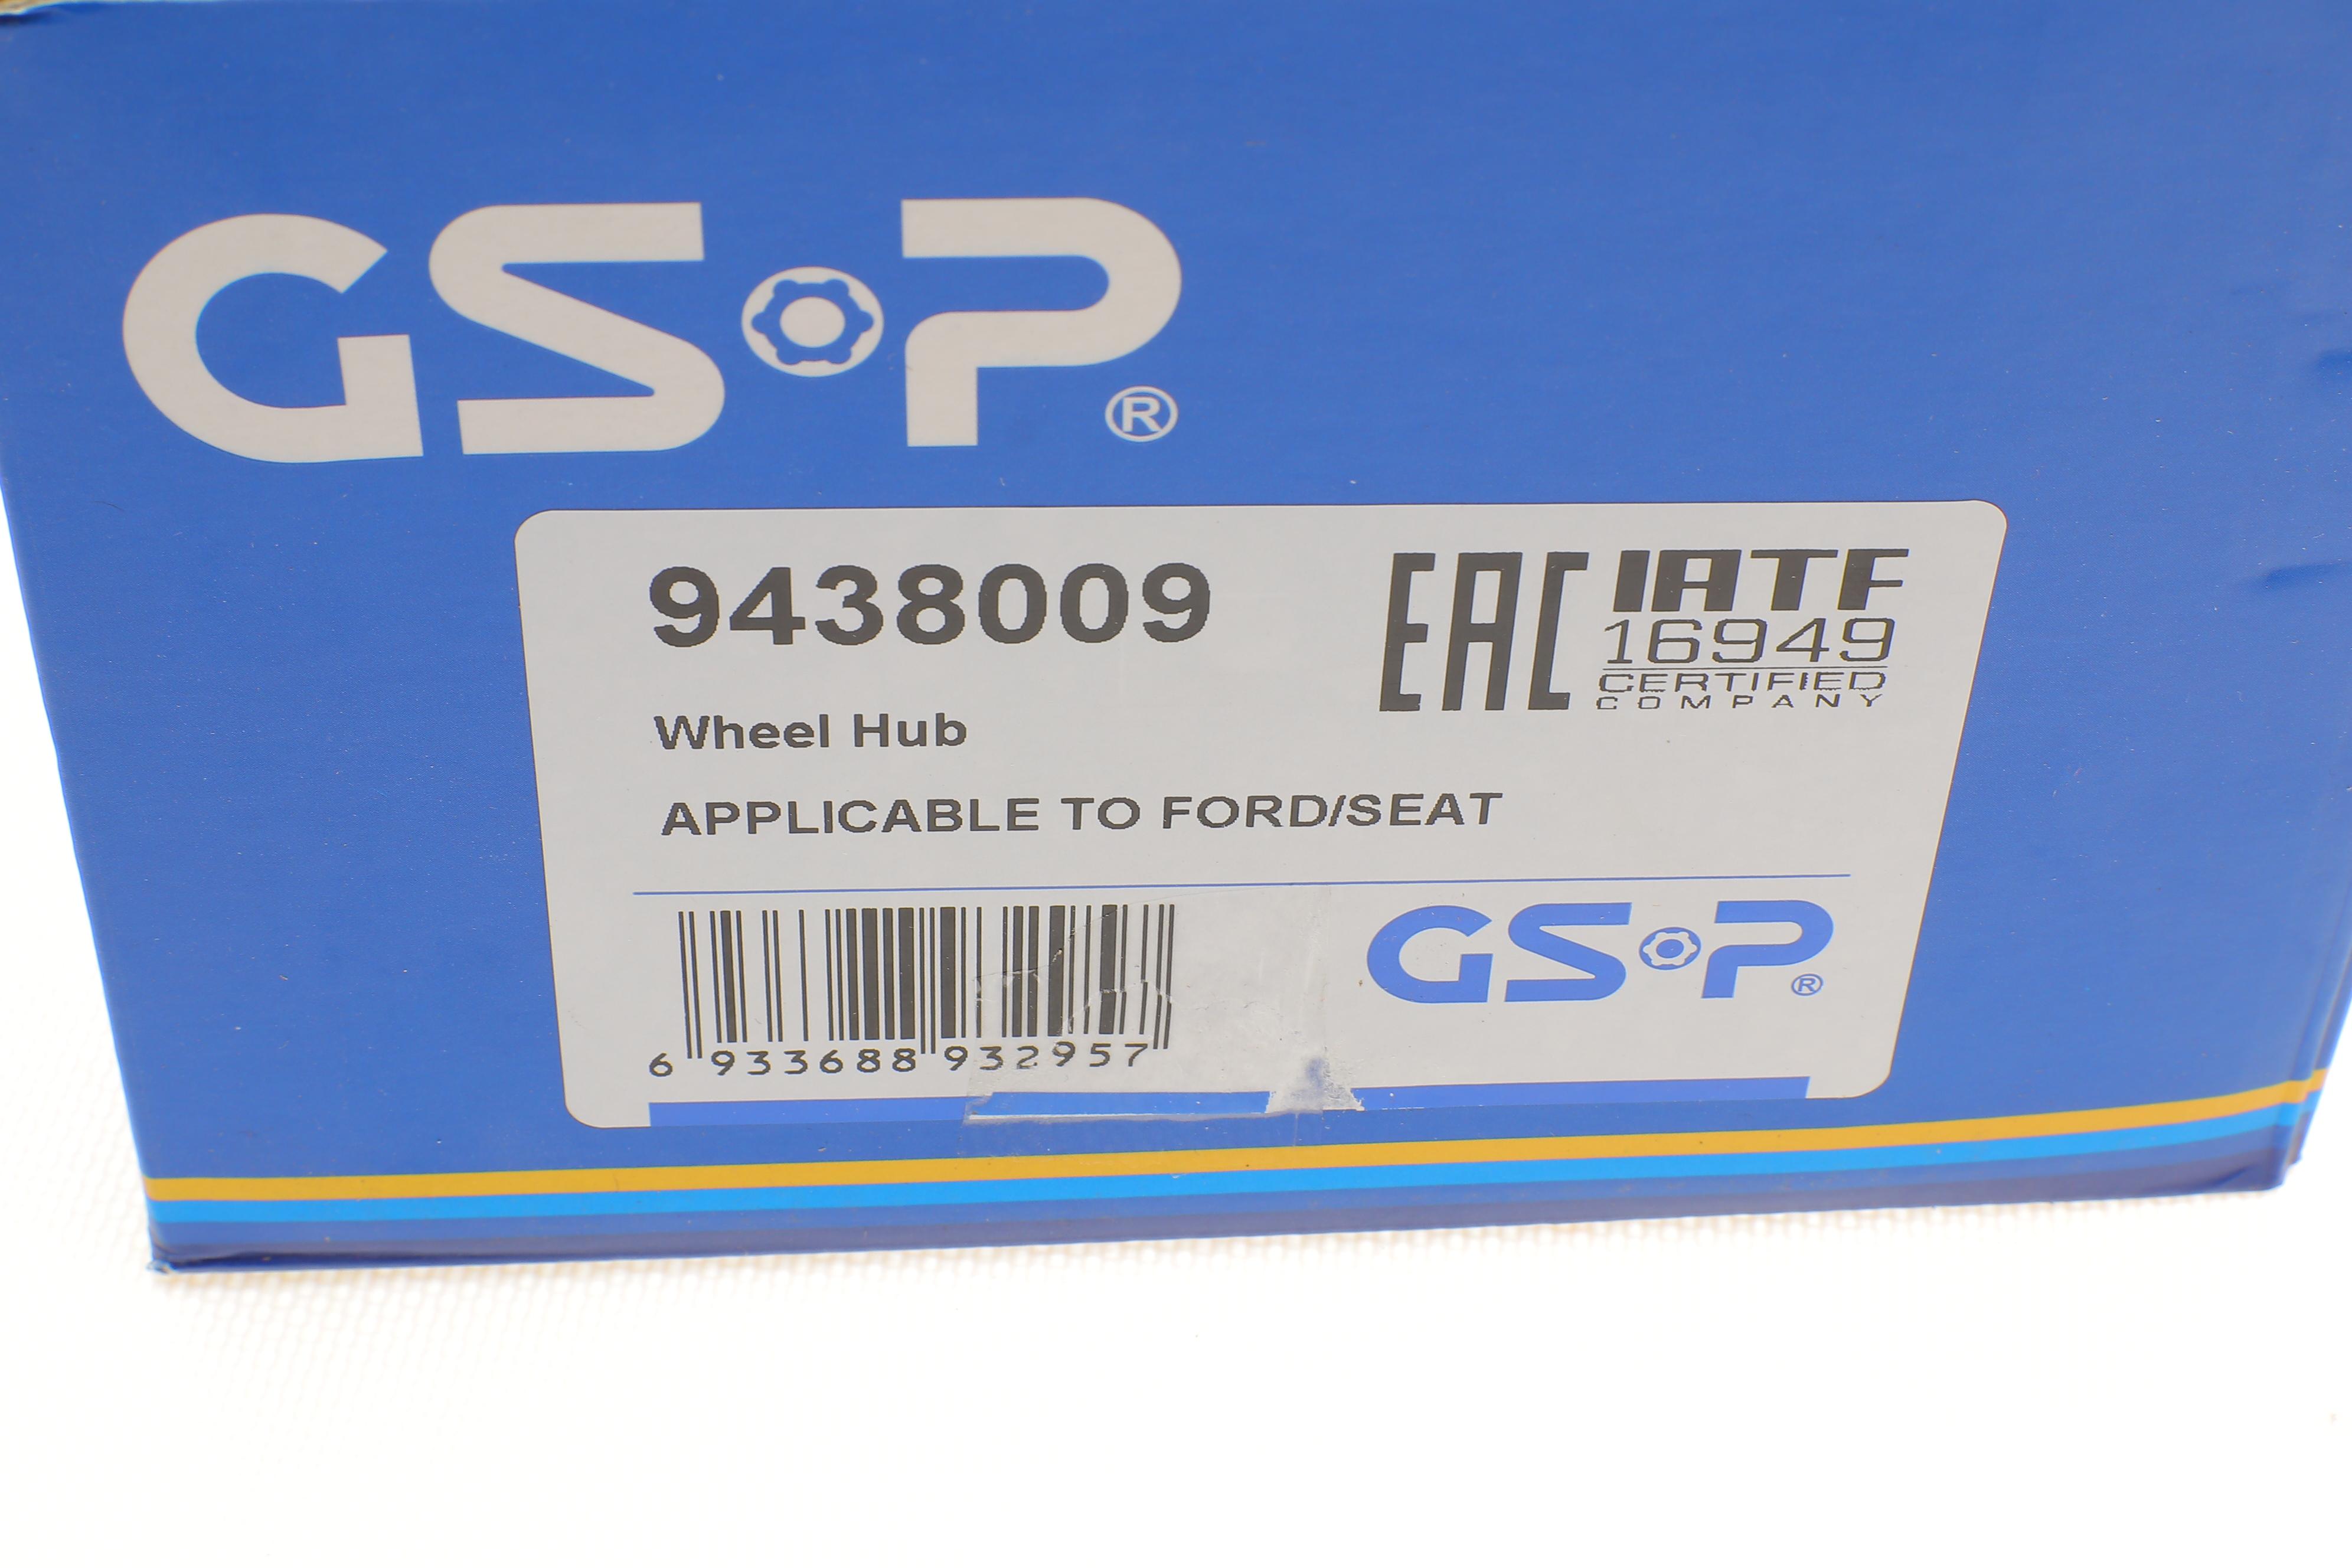 GSP®
9438009
EAC
IATF
16949
CERTIFIED
COMPANY
Wheel Hub
APPLICABLE TO FORD/SEAT
GSP®
6 933688 932957